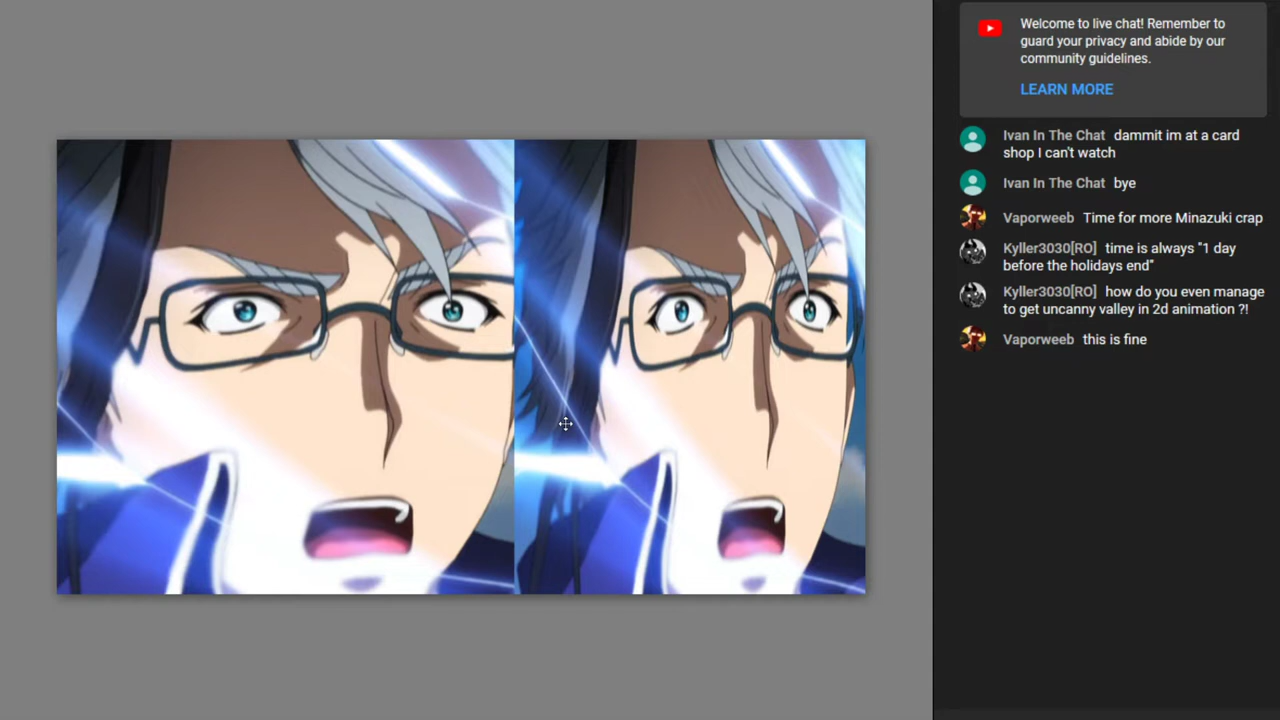 Welcome to live chat! Remember to
guard your privacy and abide by our
community guidelines.
LEARN MORE
Ivan In The Chat dammit im at a card
shop I can't watch
Ivan In The Chat bye
Vaporweeb Time for more Minazuki crap
Kyller3030[RO] time is always "1 day
before the holidays end"
Kyller3030[RO] how do you even manage
to get uncanny valley in 2d animation ?!
Vaporweeb this is fine